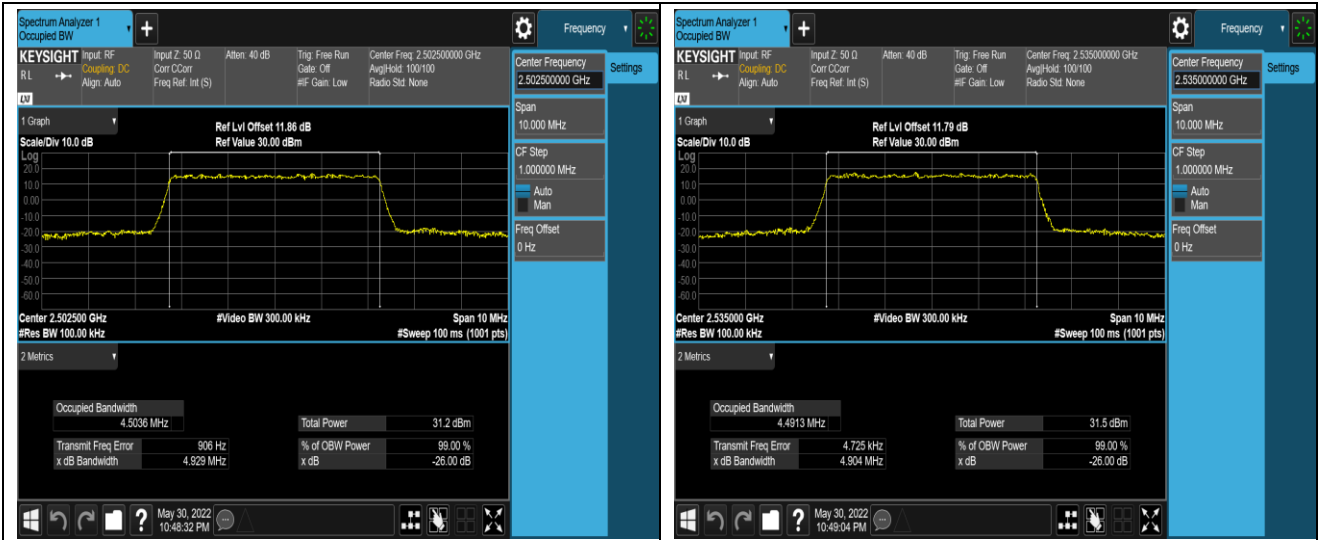 Spectrum Analyzer 1
Occupied BW
Frequency
KEYSIGHT Input: RF Input Z: 50 Ω Atten: 40 dB Trig: Free Run Center Freq: 2.502500000 GHz
RL Coupling: DC Corr CCorr Gate: Off Avg|Hold: 100/100
Align: Auto Freq Ref: Int (S) #IF Gain: Low Radio Std: None
LXI
Center Frequency
2.502500000 GHz
Settings
Span
10.000 MHz
CF Step
1.000000 MHz
Auto
Man
Freq Offset
0 Hz
1 Graph
Ref Lvl Offset 11.86 dB
Scale/Div 10.0 dB Ref Value 30.00 dBm
Log
20.0
10.0
0.00
-10.0
-20.0
-30.0
-40.0
-50.0
-60.0
Center 2.502500 GHz #Video BW 300.00 kHz Span 10 MHz
#Res BW 100.00 kHz #Sweep 100 ms (1001 pts)
2 Metrics
Occupied Bandwidth
4.5036 MHz Total Power 31.2 dBm
Transmit Freq Error 906 Hz % of OBW Power 99.00 %
x dB Bandwidth 4.929 MHz x dB -26.00 dB
May 30, 2022
10:48:32 PM
Spectrum Analyzer 1
Occupied BW
Frequency
KEYSIGHT Input: RF Input Z: 50 Ω Atten: 40 dB Trig: Free Run Center Freq: 2.535000000 GHz
RL Coupling: DC Corr CCorr Gate: Off Avg|Hold: 100/100
Align: Auto Freq Ref: Int (S) #IF Gain: Low Radio Std: None
LXI
Center Frequency
2.535000000 GHz
Settings
Span
10.000 MHz
CF Step
1.000000 MHz
Auto
Man
Freq Offset
0 Hz
1 Graph
Ref Lvl Offset 11.79 dB
Scale/Div 10.0 dB Ref Value 30.00 dBm
Log
20.0
10.0
0.00
-10.0
-20.0
-30.0
-40.0
-50.0
-60.0
Center 2.535000 GHz #Video BW 300.00 kHz Span 10 MHz
#Res BW 100.00 kHz #Sweep 100 ms (1001 pts)
2 Metrics
Occupied Bandwidth
4.4913 MHz Total Power 31.5 dBm
Transmit Freq Error 4.725 kHz % of OBW Power 99.00 %
x dB Bandwidth 4.904 MHz x dB -26.00 dB
May 30, 2022
10:49:04 PM